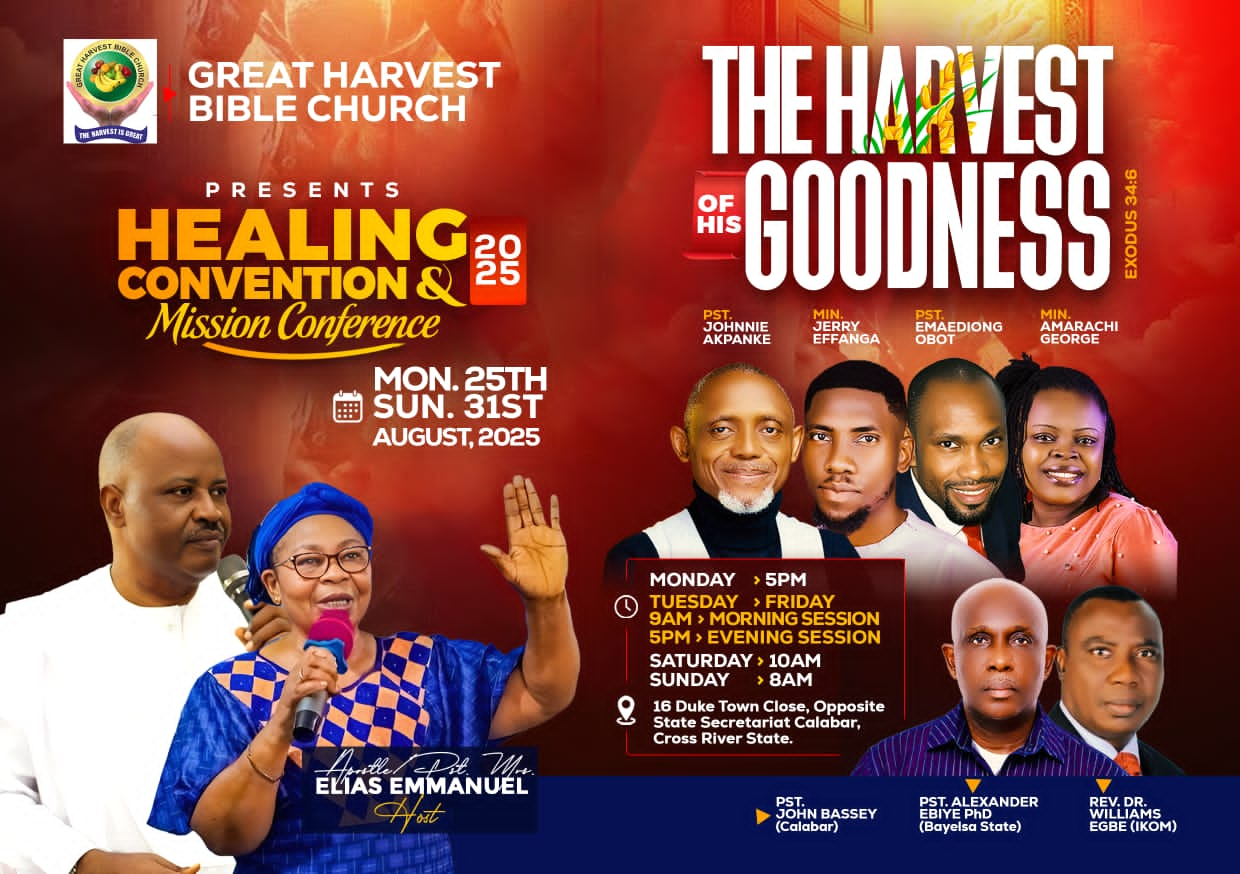 GREAT HARVEST BIBLE CHURCH
THE HARVEST IS GREAT
GREAT HARVEST
BIBLE CHURCH
PRESENTS
HEALING
CONVENTION &
Mission Conference
20
25
MON. 25TH
SUN. 31ST
AUGUST, 2025
Apostle/ Pst. Mrs.
ELIAS EMMANUEL
Host
THE HARVEST
OF
HIS
GOODNESS
EXODUS 34:6
PST.
JOHNNIE
AKPANKE
MIN.
JERRY
EFFANGA
PST.
EMAEDIONG
OBOT
MIN.
AMARACHI
GEORGE
MONDAY > 5PM
TUESDAY > FRIDAY
9AM > MORNING SESSION
5PM > EVENING SESSION
SATURDAY > 10AM
SUNDAY > 8AM
16 Duke Town Close, Opposite
State Secretariat Calabar,
Cross River State.
PST.
JOHN BASSEY
(Calabar)
PST. ALEXANDER
EBIYE PhD
(Bayelsa State)
REV. DR.
WILLIAMS
EGBE (IKOM)